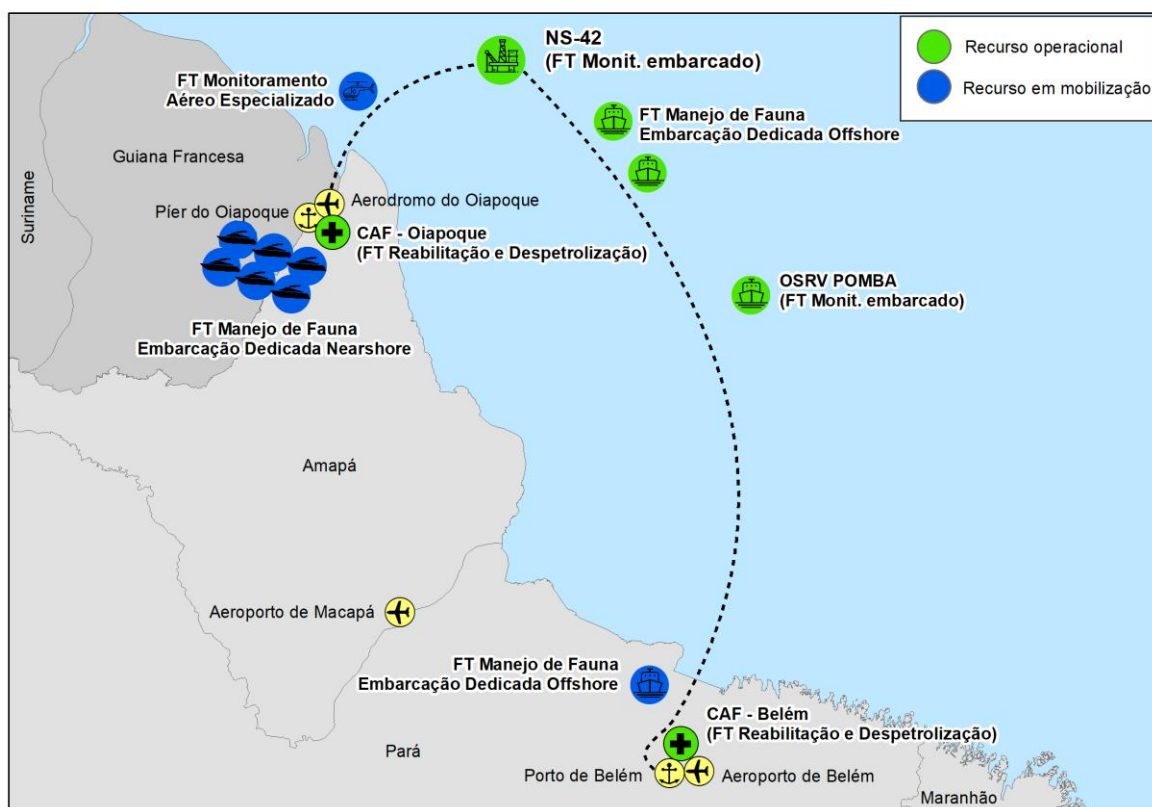 NS-42
(FT Monit. embarcado)
Recurso operacional
Recurso em mobilização
FT Monitoramento
Aéreo Especializado
FT Manejo de Fauna
Embarcação Dedicada Offshore
Guiana Francesa
Suriname
Aerodromo do Oiapoque
Píer do Oiapoque
CAF - Oiapoque
(FT Reabilitação e Despetrolização)
OSRV POMBA
(FT Monit. embarcado)
FT Manejo de Fauna
Embarcação Dedicada Nearshore
Amapá
Aeroporto de Macapá
FT Manejo de Fauna
Embarcação Dedicada Offshore
CAF - Belém
(FT Reabilitação e Despetrolização)
Pará
Porto de Belém
Aeroporto de Belém
Maranhão